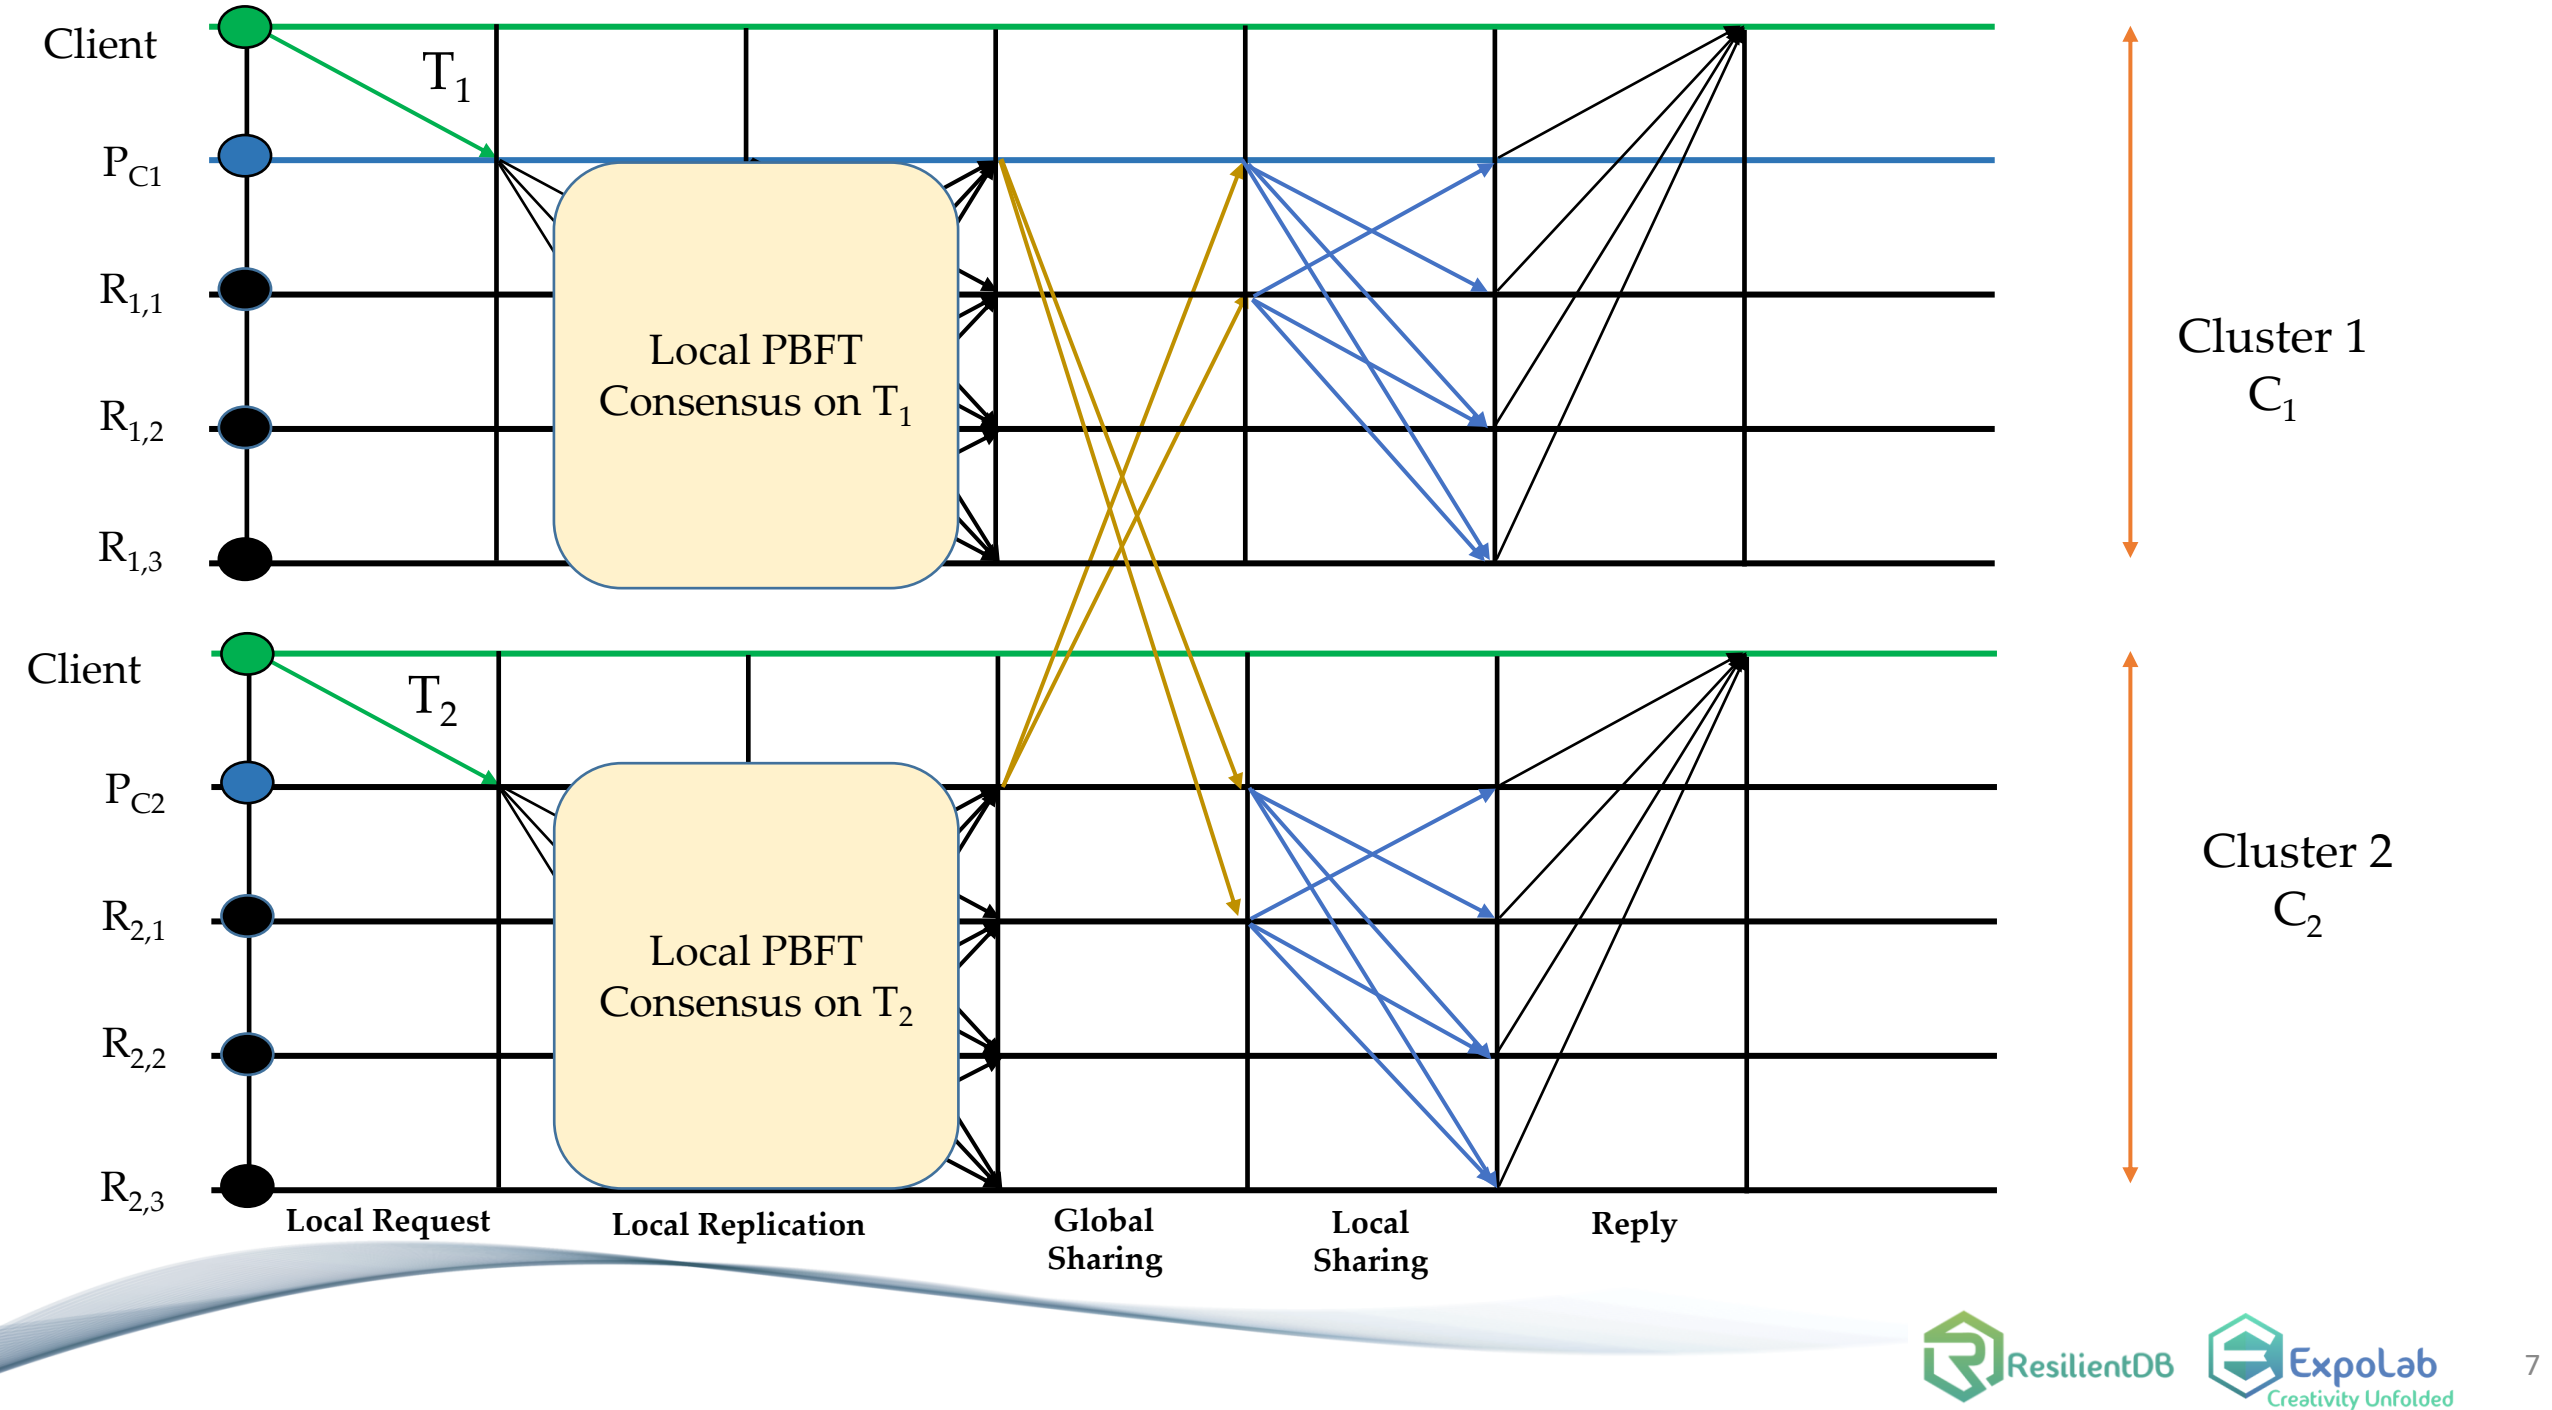 Client
T1
PC1
R1,1
R1,2
R1,3
Local PBFT
Consensus on T1
Cluster 1
C1
Client
T2
PC2
R2,1
R2,2
R2,3
Local PBFT
Consensus on T2
Cluster 2
C2
Local Request
Local Replication
Global
Sharing
Local
Sharing
Reply
ResilientDB
ExpoLab
Creativity Unfolded
7